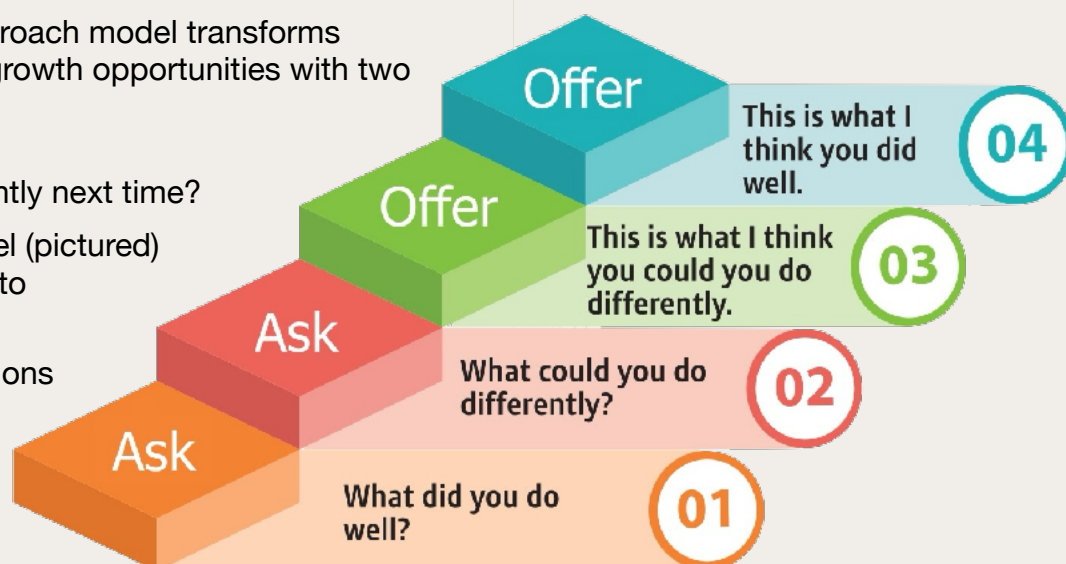 roach model transforms
growth opportunities with two
ntly next time?
el (pictured)
to
ons
Offer
This is what I
think you did
well.
04
Offer
This is what I think
you could you do
differently.
03
Ask
What could you do
differently?
02
Ask
What did you do
well?
01